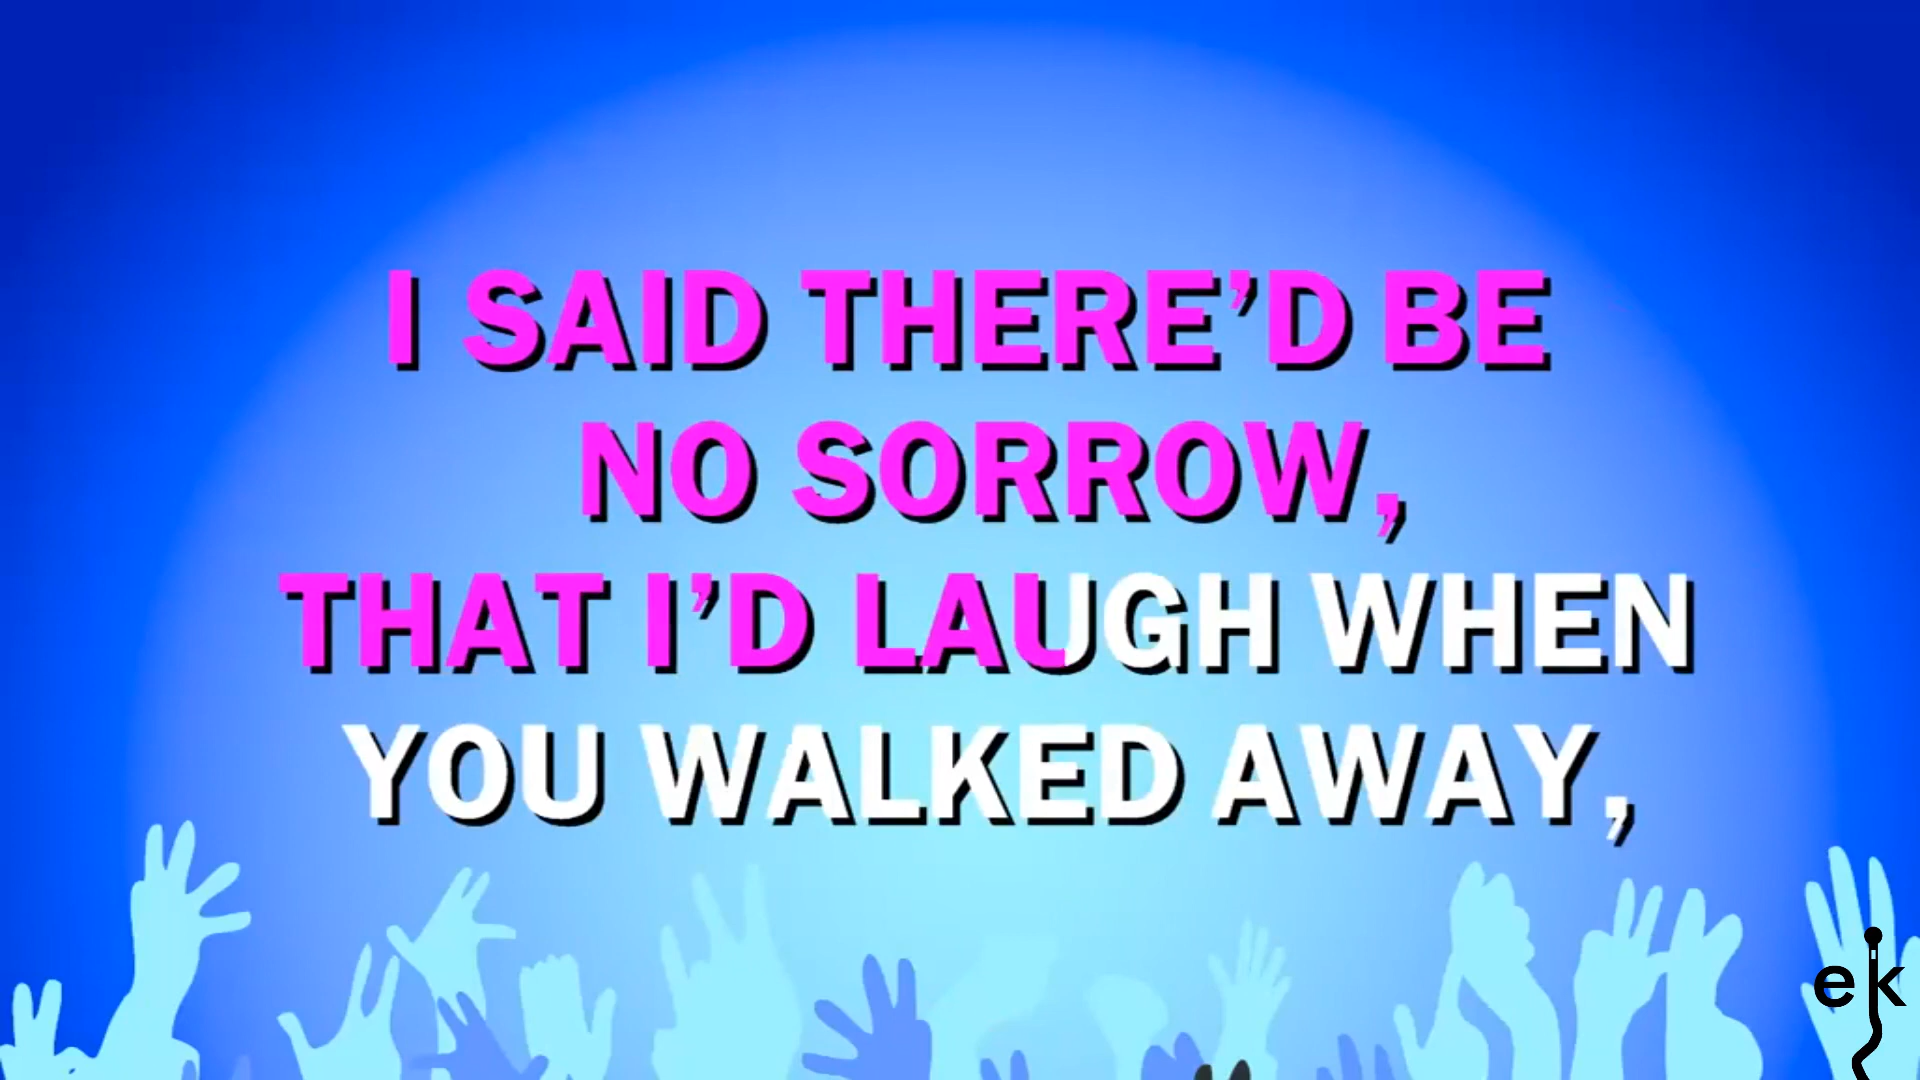 I SAID THERE’D BE
NO SORROW,
THAT I’D LAUGH WHEN
YOU WALKED AWAY,
ek